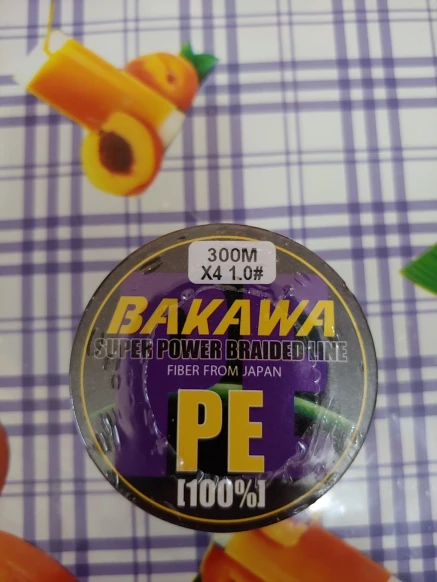 300M
X4 1.0#
BAKAWA
SUPER POWER BRAIDED LINE
FIBER FROM JAPAN
PE
[100%]